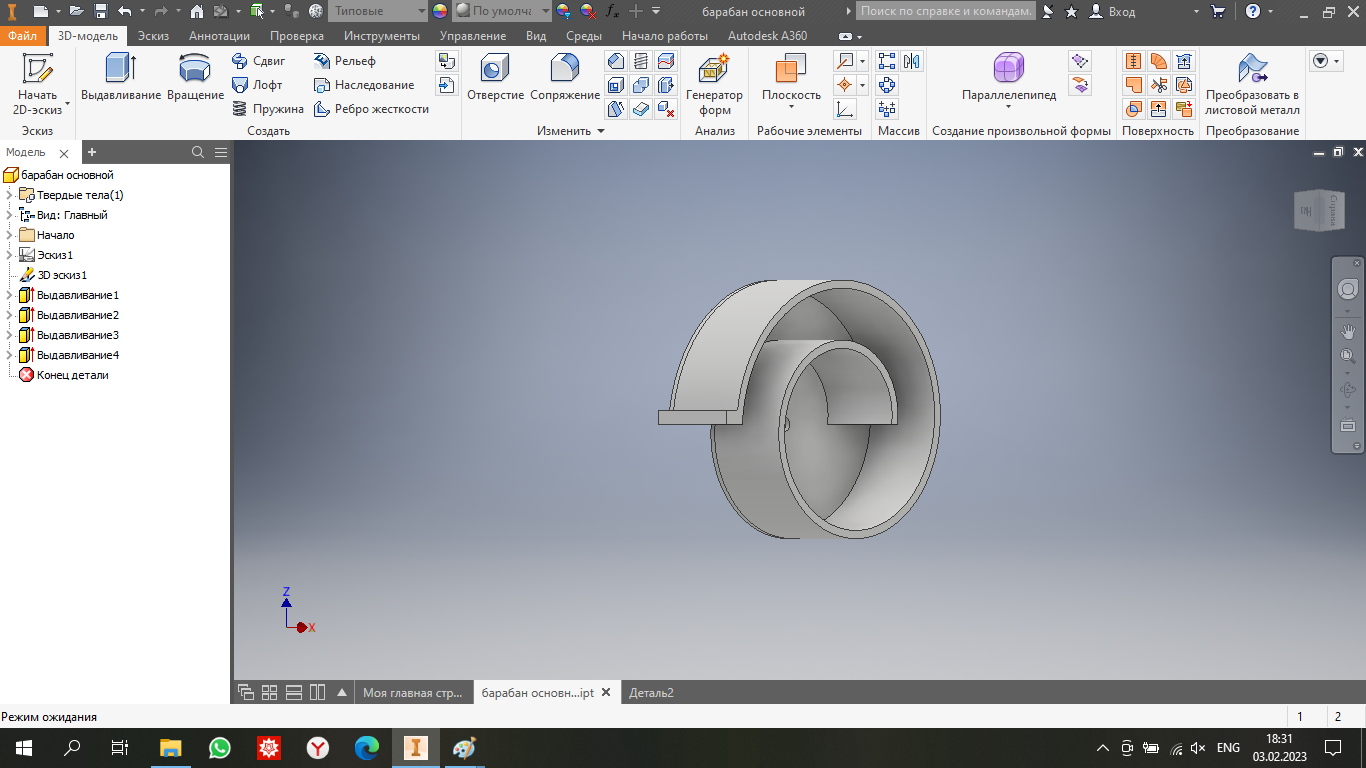 Типовые
По умолча
fx
барабан основной
Поиск по справке и командам.
Вход
Файл
3D-модель
Эскиз
Аннотации
Проверка
Инструменты
Управление
Вид
Среды
Начало работы
Autodesk A360
Начать
2D-эскиз
Выдавливание
Вращение
Сдвиг
Лофт
Пружина
Рельеф
Наследование
Ребро жесткости
Отверстие
Сопряжение
Генератор
форм
Плоскость
Параллелепипед
Преобразовать в
листовой металл
Эскиз
Создать
Изменить
Анализ
Рабочие элементы
Массив
Создание произвольной формы
Поверхность
Преобразование
Модель
барабан основной
Твердые тела(1)
Вид: Главный
Начало
Эскиз1
3D эскиз1
Выдавливание1
Выдавливание2
Выдавливание3
Выдавливание4
Конец детали
Справа
Z
X
Моя главная стр...
барабан основн...ipt
Деталь2
Режим ожидания
1
2
ENG
18:31
03.02.2023